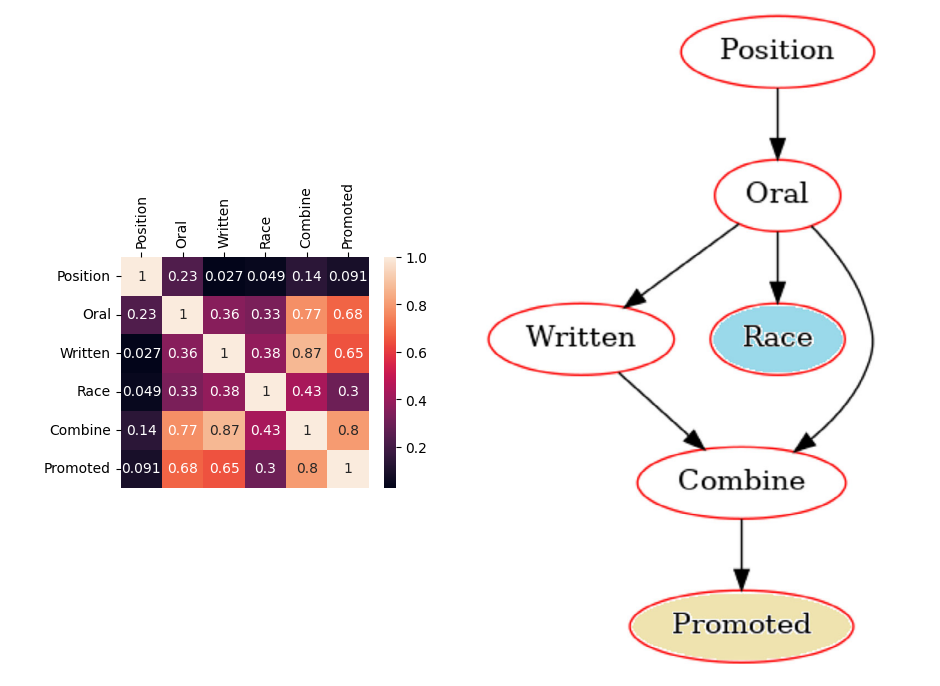 Position Oral Written Race Combine Promoted
Position 1 0.23 0.027 0.049 0.14 0.091
Oral 0.23 1 0.36 0.33 0.77 0.68
Written 0.027 0.36 1 0.38 0.87 0.65
Race 0.049 0.33 0.38 1 0.43 0.3
Combine 0.14 0.77 0.87 0.43 1 0.8
Promoted 0.091 0.68 0.65 0.3 0.8 1
1.0
0.8
0.6
0.4
0.2
Position
Oral
Written Race
Combine
Promoted